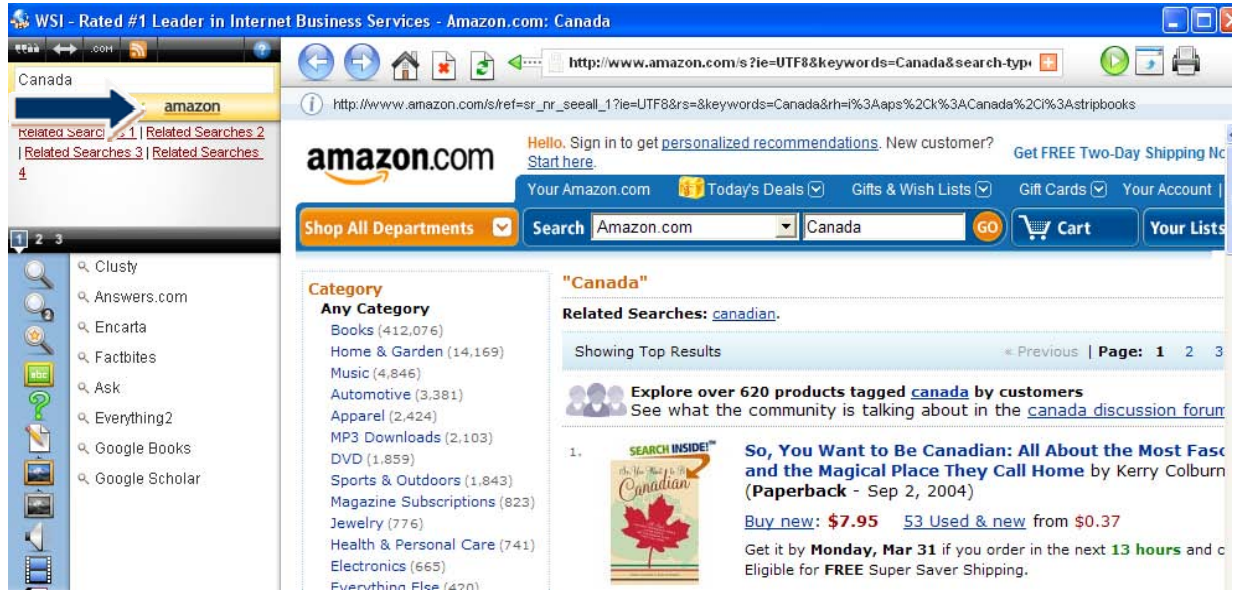 WSI - Rated #1 Leader in Internet Business Services - Amazon.com: Canada
.COM
Canada
amazon
Related Searches 1 | Related Searches 2
| Related Searches 3 | Related Searches
4
1 2 3
Clusty
Answers.com
Encarta
Factbites
Ask
Everything2
Google Books
Google Scholar
abc
http://www.amazon.com/s?ie=UTF8&keywords=Canada&search-type
http://www.amazon.com/s/ref=sr_nr_seeall_1?ie=UTF8&rs=&keywords=Canada&rh=i%3Aaps%2Ck%3ACanada%2Ci%3Astripbooks
amazon.com
Hello. Sign in to get personalized recommendations. New customer?
Start here.
Get FREE Two-Day Shipping
Your Amazon.com Today's Deals Gifts & Wish Lists Gift Cards Your Account |
Shop All Departments Search Amazon.com Canada GO Cart Your Lists
Category
Any Category
Books (412,076)
Home & Garden (14,169)
Music (4,846)
Automotive (3,381)
Apparel (2,424)
MP3 Downloads (2,103)
DVD (1,859)
Sports & Outdoors (1,843)
Magazine Subscriptions (823)
Jewelry (776)
Health & Personal Care (741)
Electronics (665)
Everything Else (420)
"Canada"
Related Searches: canadian.
Showing Top Results « Previous | Page: 1 2 3
Explore over 620 products tagged canada by customers
See what the community is talking about in the canada discussion forum
1.
SEARCH INSIDE!™
So You Want to Be Canadian
So, You Want to Be Canadian: All About the Most Fasc
and the Magical Place They Call Home by Kerry Colburn
(Paperback - Sep 2, 2004)
Buy new: $7.95 53 Used & new from $0.37
Get it by Monday, Mar 31 if you order in the next 13 hours and c
Eligible for FREE Super Saver Shipping.